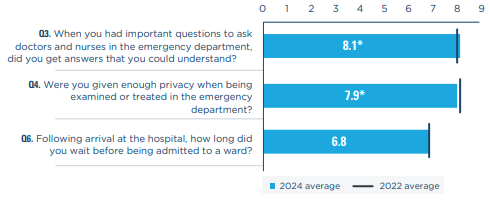 0 1 2 3 4 5 6 7 8 9
Q3. When you had important questions to ask
doctors and nurses in the emergency department,
did you get answers that you could understand?
8.1*
Q4. Were you given enough privacy when being
examined or treated in the emergency
department?
7.9*
Q6. Following arrival at the hospital, how long did
you wait before being admitted to a ward?
6.8
2024 average 2022 average